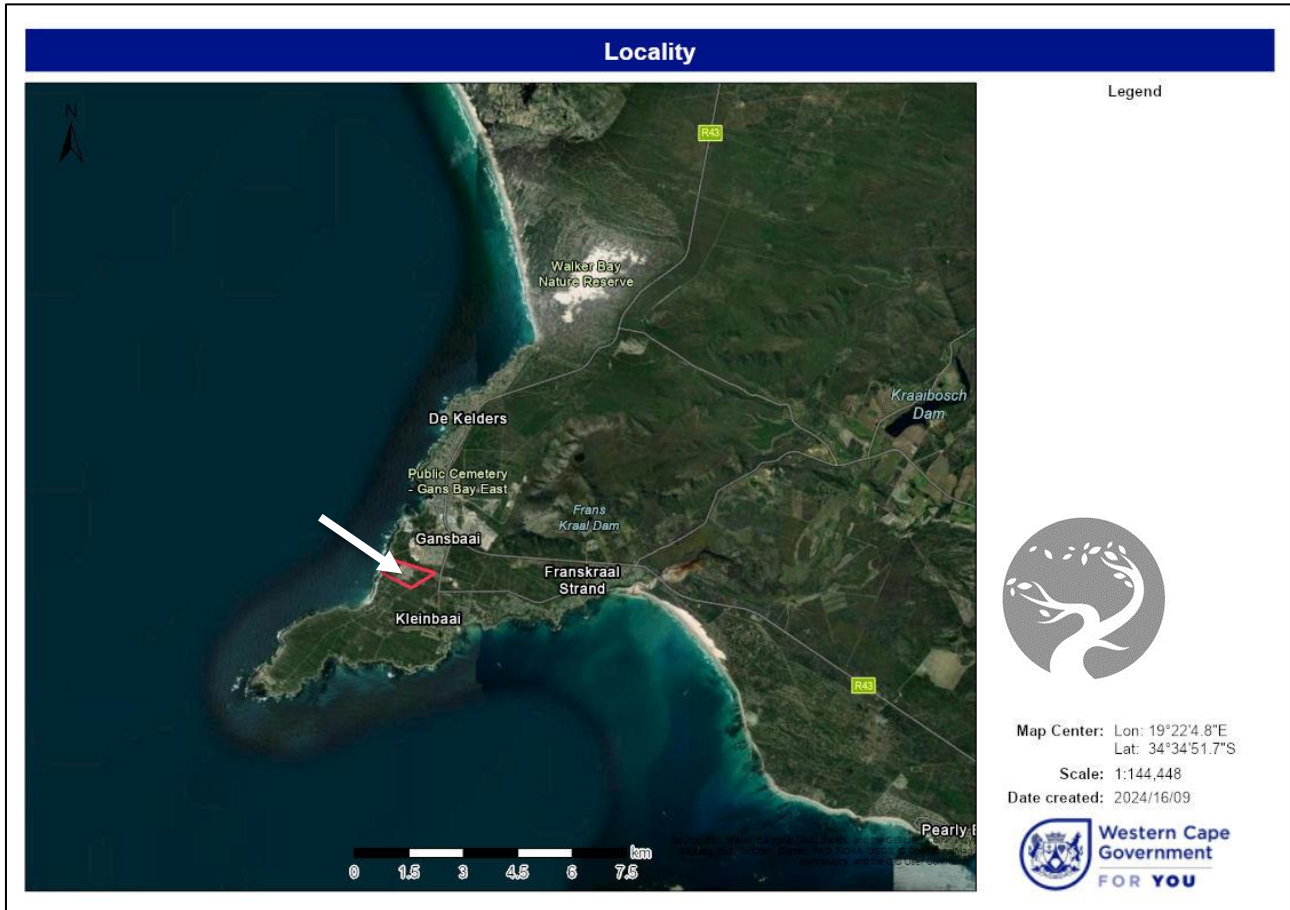 Locality
Legend
N
R43
Walker Bay
Nature Reserve
Kraaibosch
Dam
De Kelders
Public Cemetery
- Gans Bay East
Frans
Kraal Dam
Gansbaai
Franskraal
Strand
Kleinbaai
R43
Pearly
km
0 1.5 3 4.5 6 7.5
Map Center: Lon: 19°22'4.8"E
Lat: 34°34'51.7"S
Scale: 1:144,448
Date created: 2024/16/09
Western Cape
Government
FOR YOU